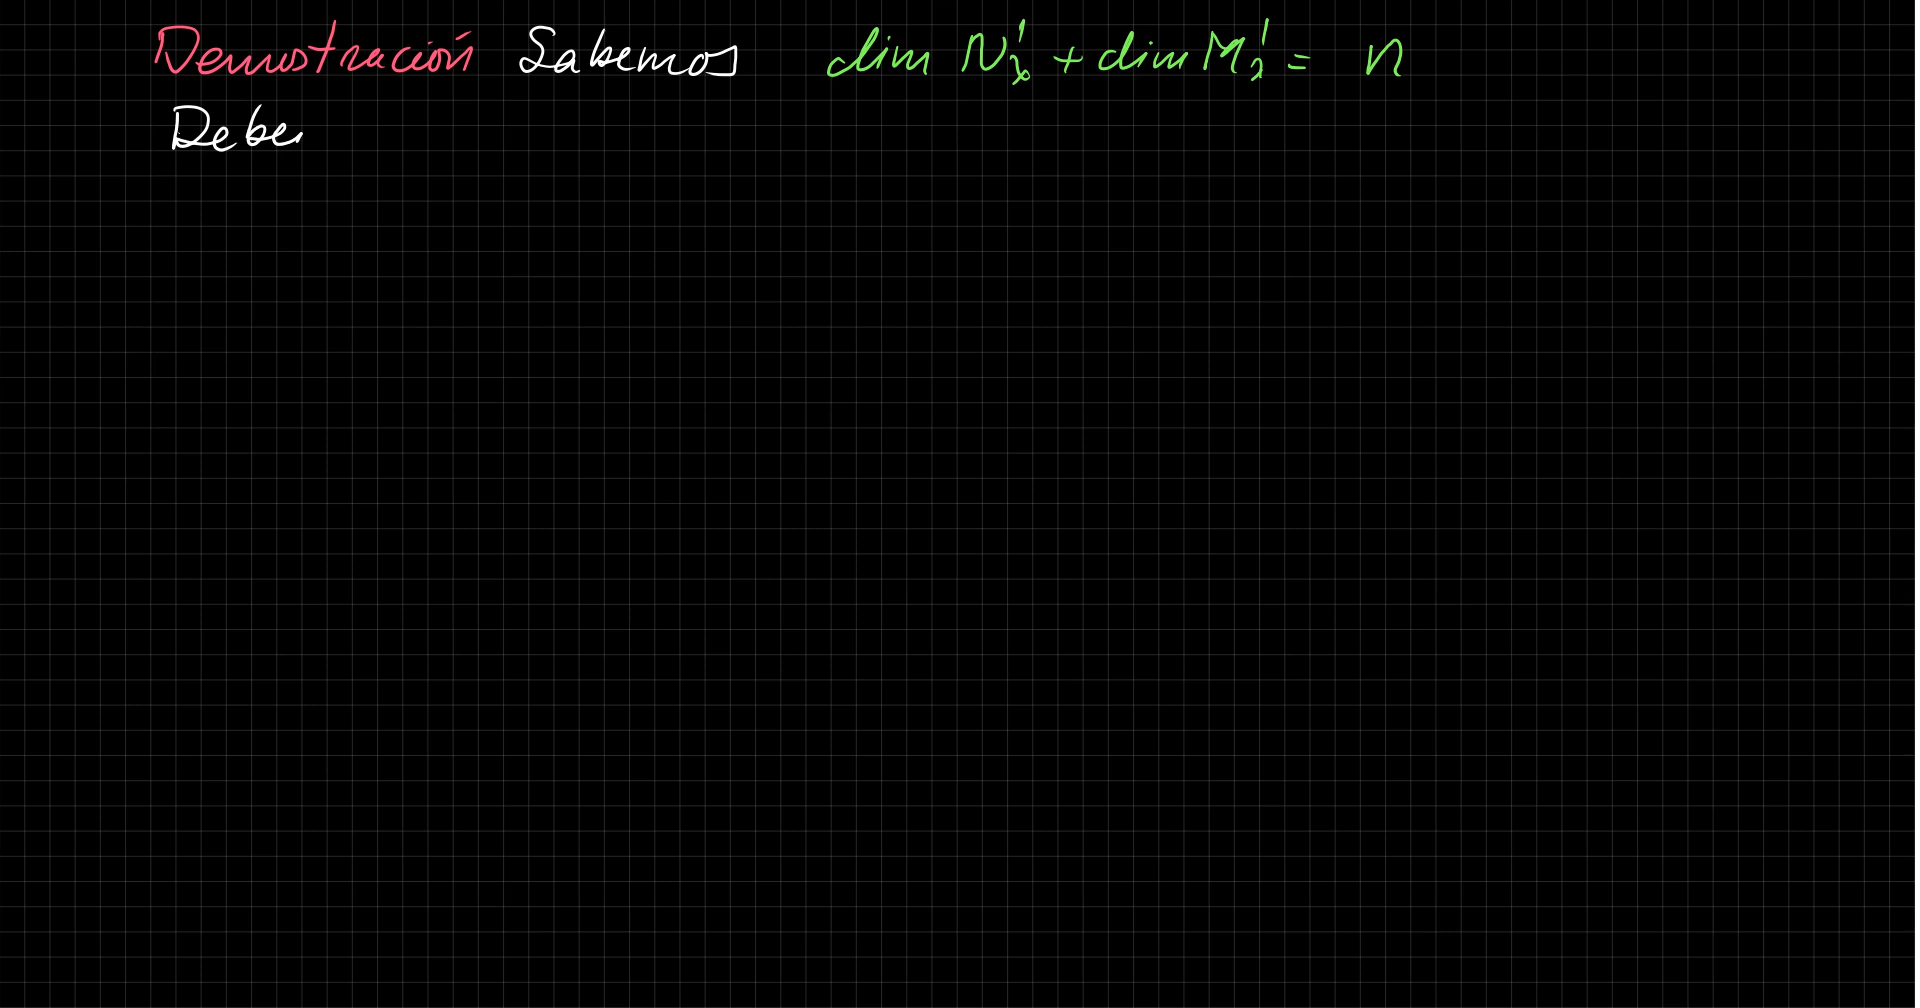 Demostración Sabemos dim N'λ + dim M'λ = n
Debe